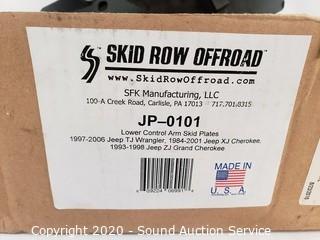 SKID ROW OFFROAD™
www.SkidRowOffroad.com
SFK Manufacturing, LLC
100-A Creek Road, Carlisle, PA 17013 717.701.8315
JP–0101
Lower Control Arm Skid Plates
1997-2006 Jeep TJ Wrangler, 1984-2001 Jeep XJ Cherokee,
1993-1998 Jeep ZJ Grand Cherokee
MADE IN
U.S.A.
Copyright 2020 - Sound Auction Service